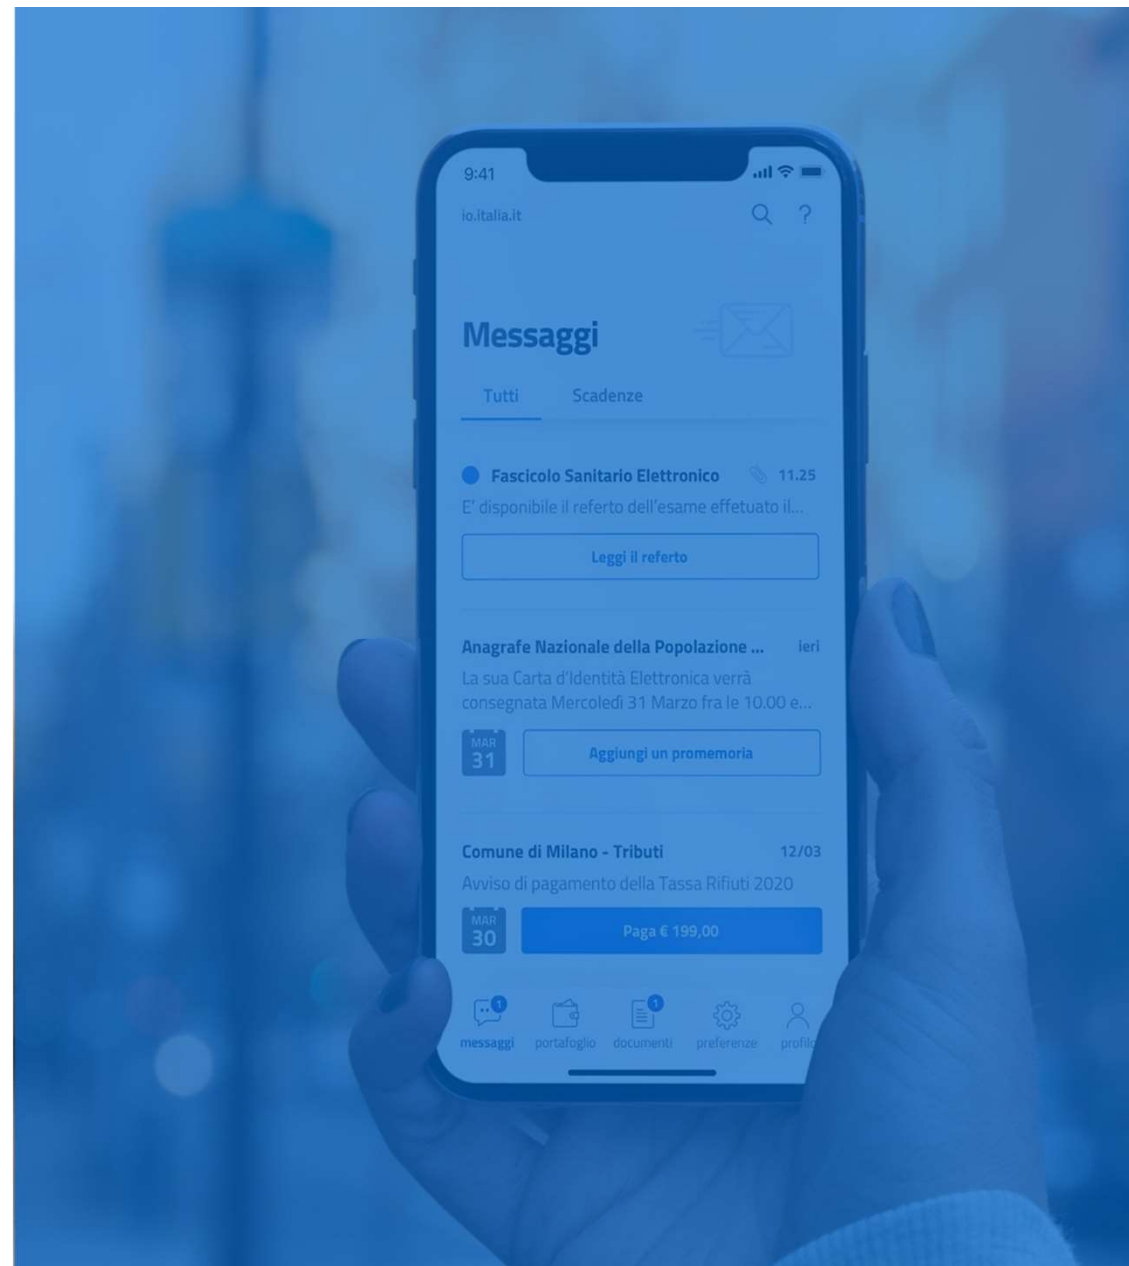 9:41
io.italia.it
?
Messaggi
Tutti Scadenze
Fascicolo Sanitario Elettronico 11.25
E' disponibile il referto dell'esame effetuato il...
Leggi il referto
Anagrafe Nazionale della Popolazione ... ieri
La sua Carta d'Identità Elettronica verrà
consegnata Mercoledì 31 Marzo fra le 10.00 e...
MAR
31
Aggiungi un promemoria
Comune di Milano - Tributi 12/03
Avviso di pagamento della Tassa Rifiuti 2020
MAR
30
Paga € 199,00
1 1
messaggi portafoglio documenti preferenze profilo